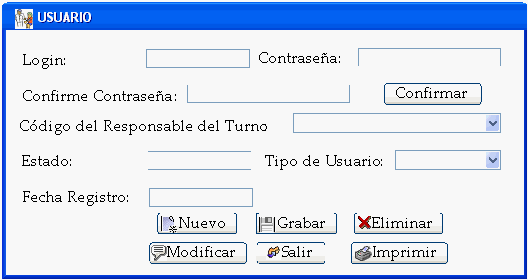 USUARIO
Login: Contraseña:
Confirme Contraseña: Confirmar
Código del Responsable del Turno
Estado: Tipo de Usuario:
Fecha Registro:
Nuevo Grabar Eliminar
Modificar Salir Imprimir